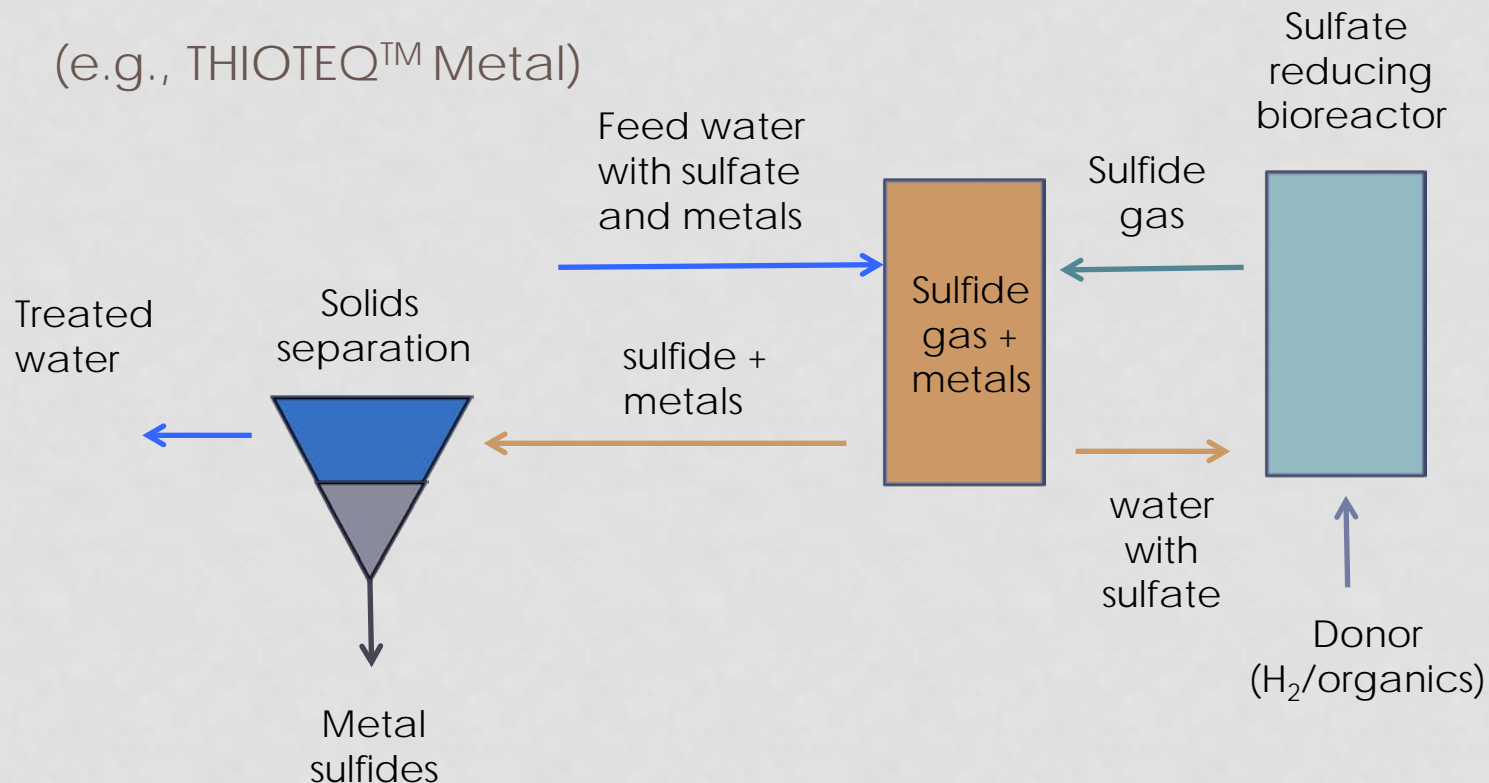 (e.g., THIOTEQ™ Metal)
Sulfate
reducing
bioreactor
Feed water
with sulfate
and metals
Sulfide
gas
Sulfide
gas +
metals
Treated
water
Solids
separation
sulfide +
metals
water
with
sulfate
Donor
(H₂/organics)
Metal
sulfides